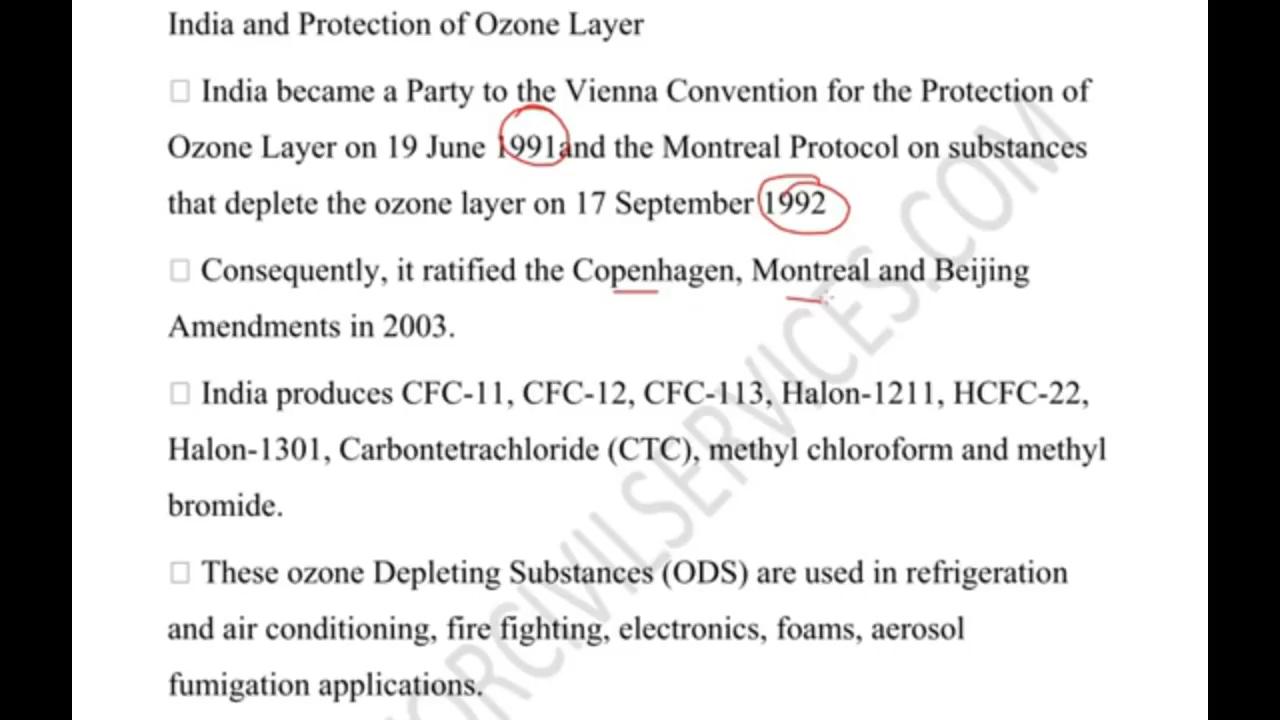 India and Protection of Ozone Layer
□ India became a Party to the Vienna Convention for the Protection of
Ozone Layer on 19 June 1991and the Montreal Protocol on substances
that deplete the ozone layer on 17 September 1992
□ Consequently, it ratified the Copenhagen, Montreal and Beijing
Amendments in 2003.
□ India produces CFC-11, CFC-12, CFC-113, Halon-1211, HCFC-22,
Halon-1301, Carbontetrachloride (CTC), methyl chloroform and methyl
bromide.
□ These ozone Depleting Substances (ODS) are used in refrigeration
and air conditioning, fire fighting, electronics, foams, aerosol
fumigation applications.
ORCIVILSERVICES.COM